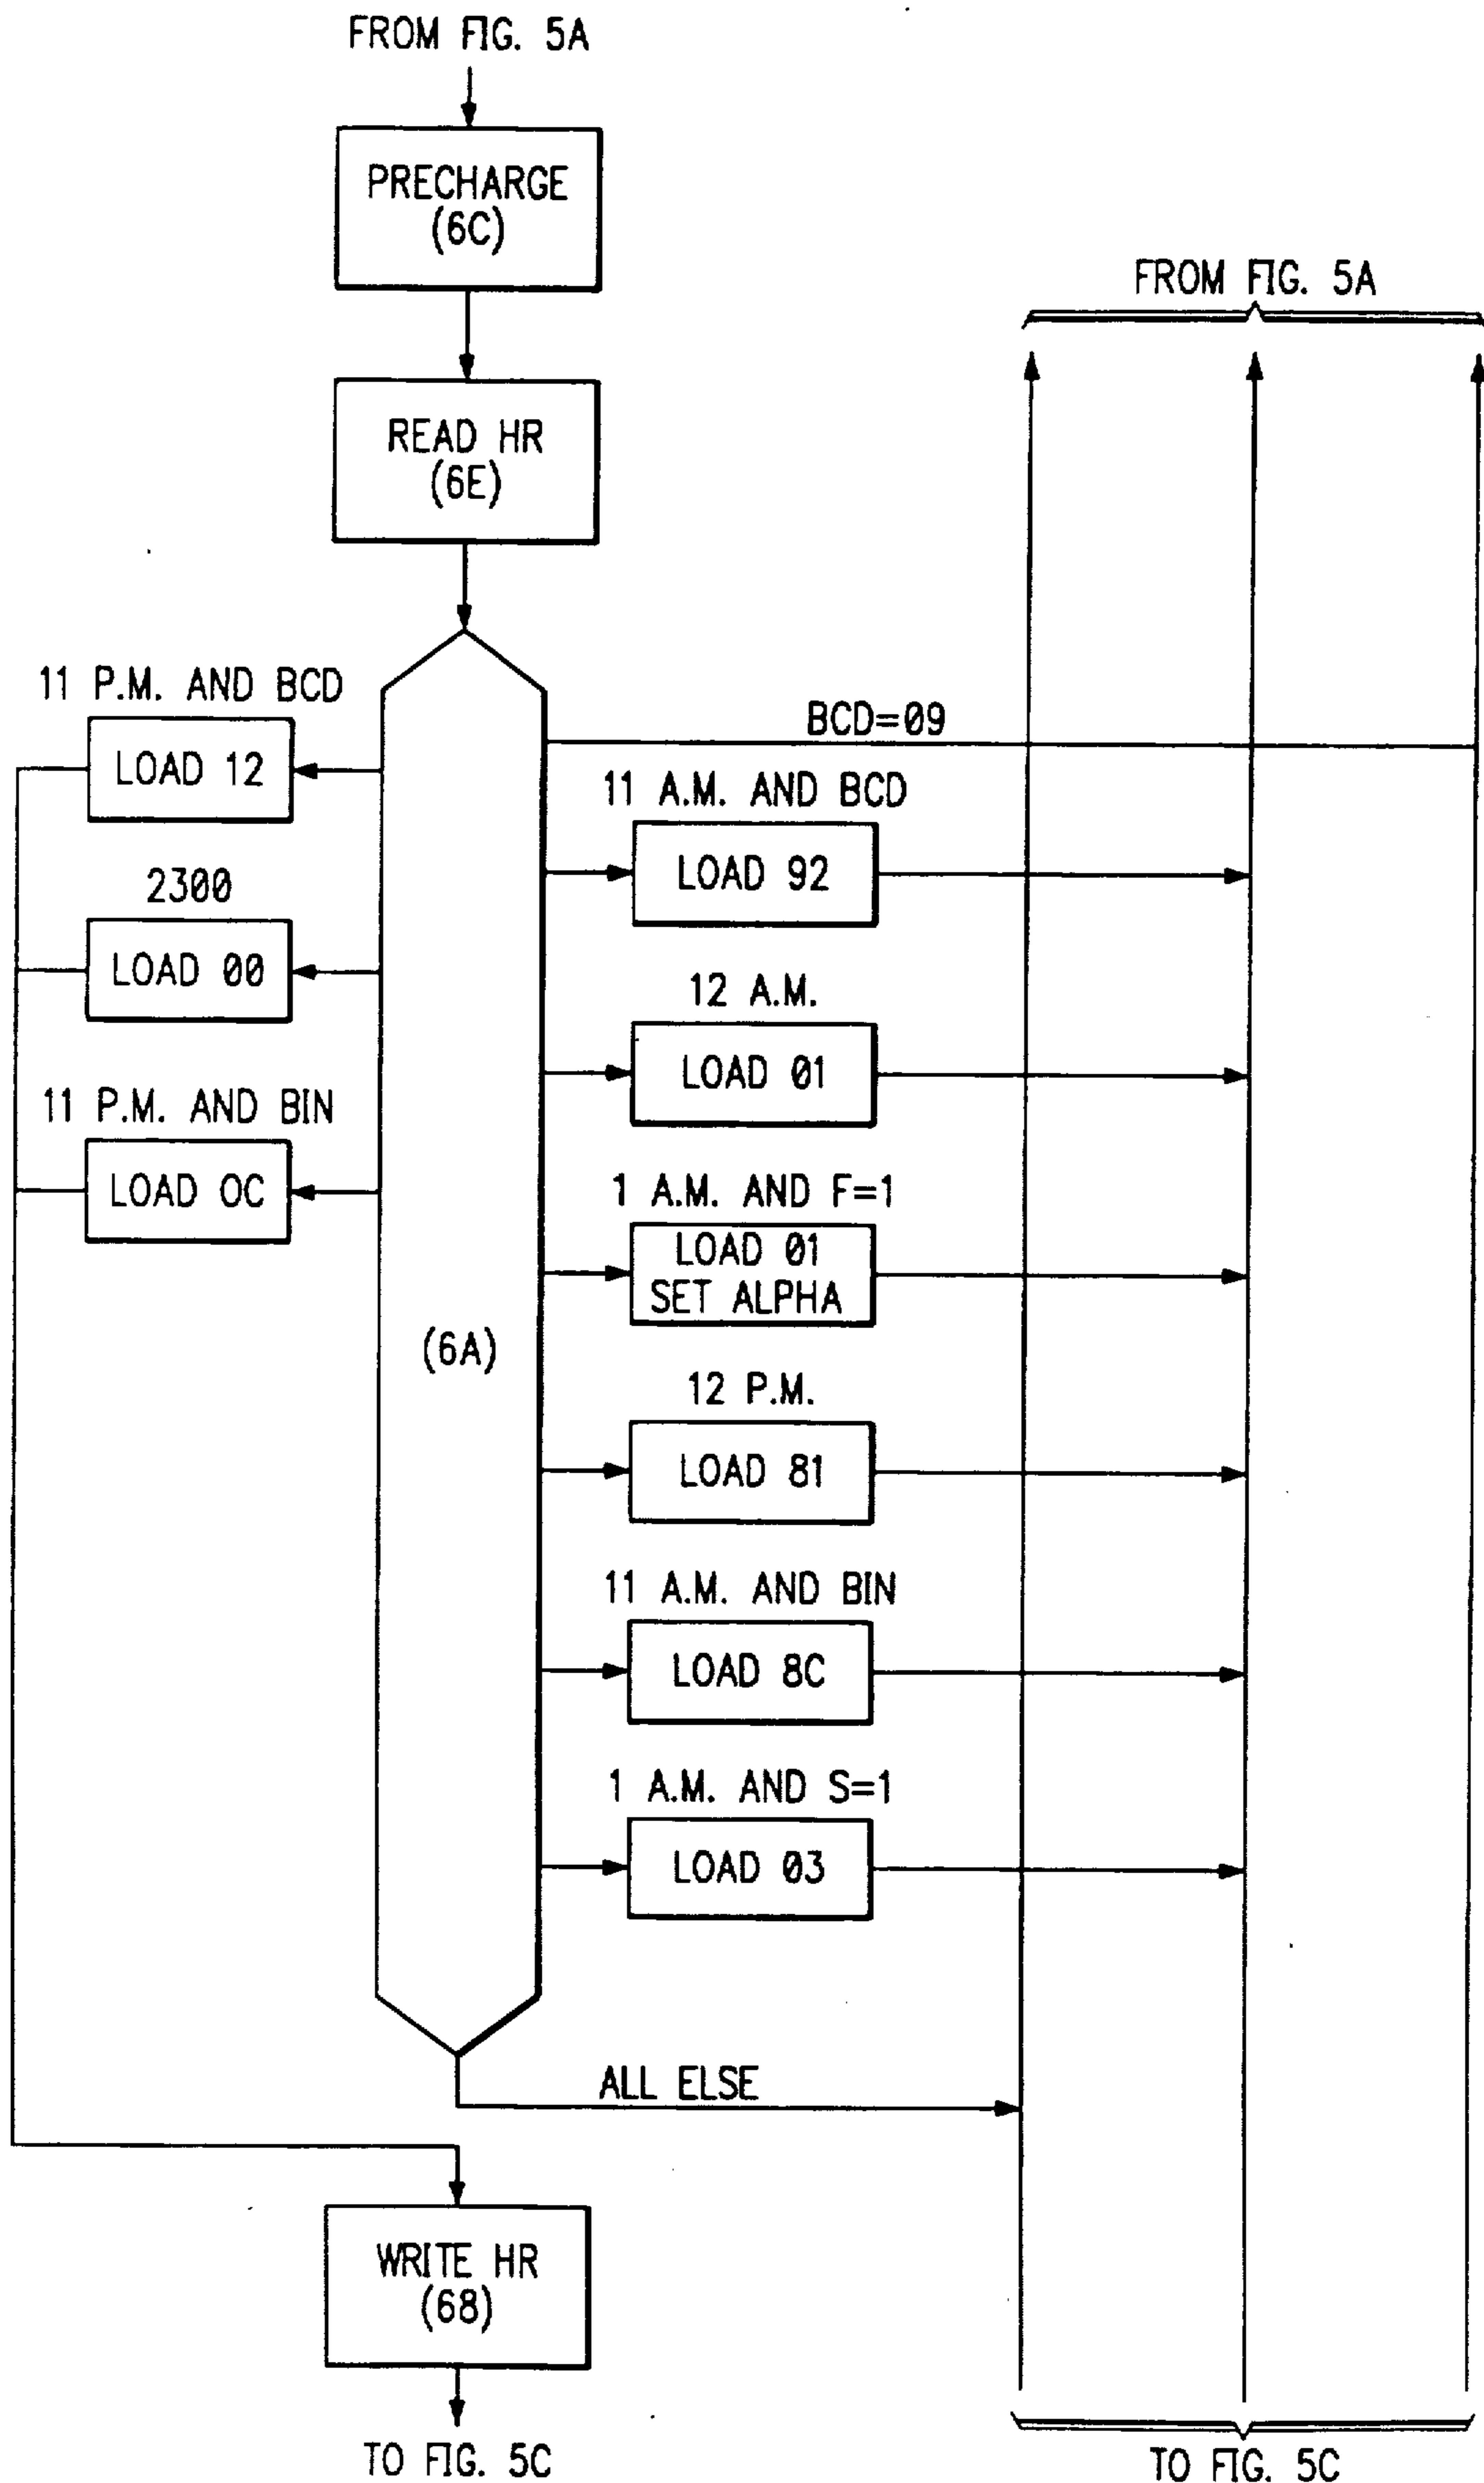 FROM FIG. 5A
PRECHARGE
(6C)
FROM FIG. 5A
READ HR
(6E)
11 P.M. AND BCD
LOAD 12
BCD=09
11 A.M. AND BCD
LOAD 92
2300
LOAD 00
12 A.M.
LOAD 01
11 P.M. AND BIN
LOAD 0C
1 A.M. AND F=1
LOAD 01
SET ALPHA
(6A)
12 P.M.
LOAD 81
11 A.M. AND BIN
LOAD 8C
1 A.M. AND S=1
LOAD 03
ALL ELSE
WRITE HR
(68)
TO FIG. 5C
TO FIG. 5C